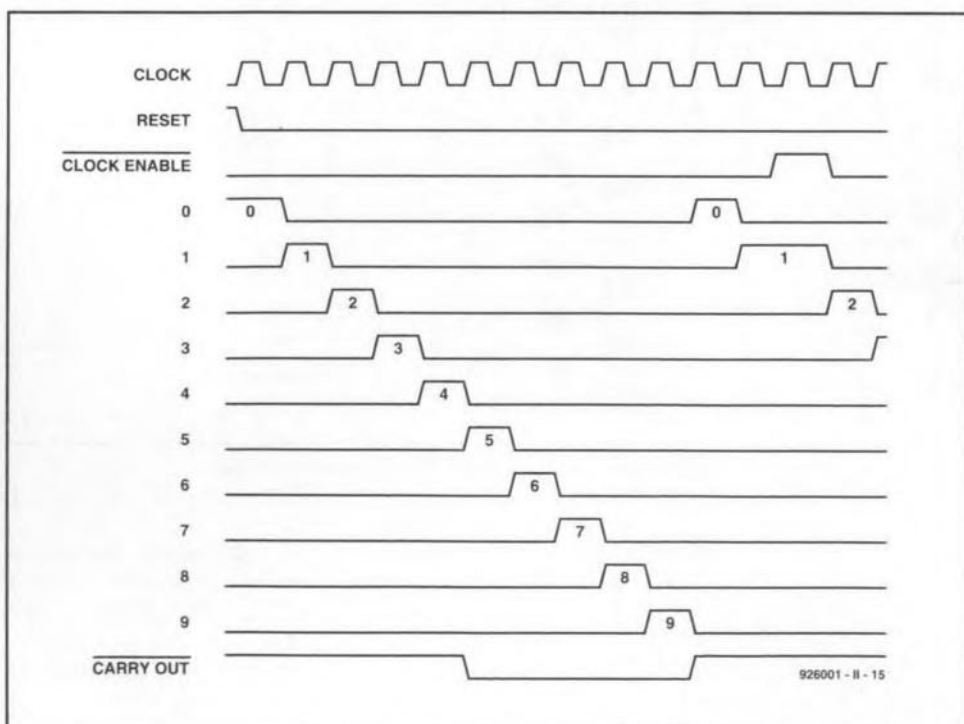 CLOCK
RESET
CLOCK ENABLE
0 0 0
1 1 1
2 2 2
3 3
4 4
5 5
6 6
7 7
8 8
9 9
CARRY OUT
926001 - II - 15